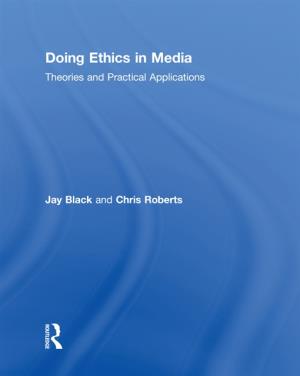 Doing Ethics in Media
Theories and Practical Applications
Jay Black and Chris Roberts
ROUTLEDGE